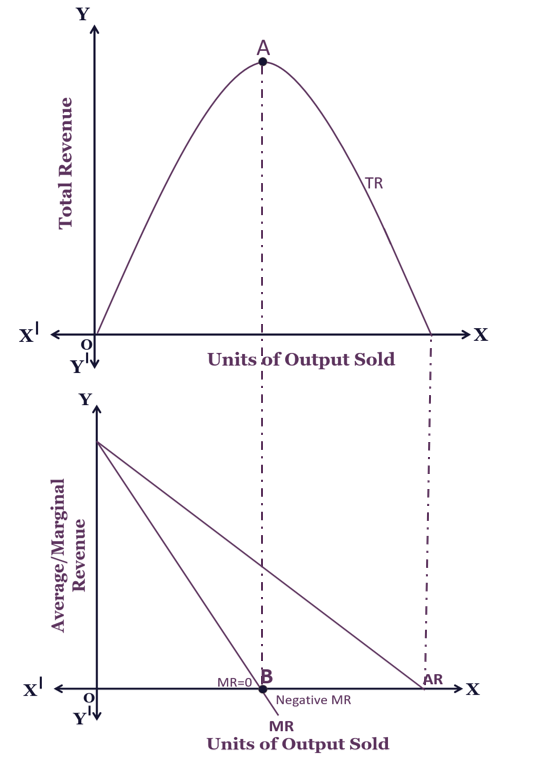 Y
A
Total Revenue
TR
X|
X
O
Y|
Units of Output Sold
Y
Average/Marginal
Revenue
MR=0
B
AR
X|
X
O
Y|
Negative MR
MR
Units of Output Sold